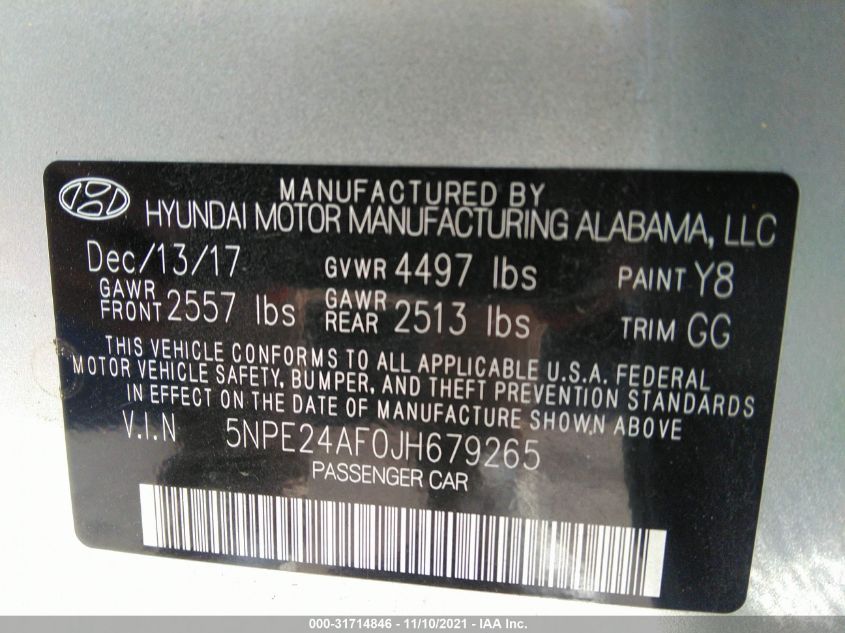 MANUFACTURED BY
HYUNDAI MOTOR MANUFACTURING ALABAMA, LLC
Dec/13/17 GVWR 4497 lbs PAINT Y8
GAWR FRONT 2557 lbs GAWR REAR 2513 lbs TRIM GG
THIS VEHICLE CONFORMS TO ALL APPLICABLE U.S.A. FEDERAL
MOTOR VEHICLE SAFETY, BUMPER, AND THEFT PREVENTION STANDARDS
IN EFFECT ON THE DATE OF MANUFACTURE SHOWN ABOVE
V.I.N 5NPE24AF0JH679265
PASSENGER CAR
000-31714846 - 11/10/2021 - IAA Inc.